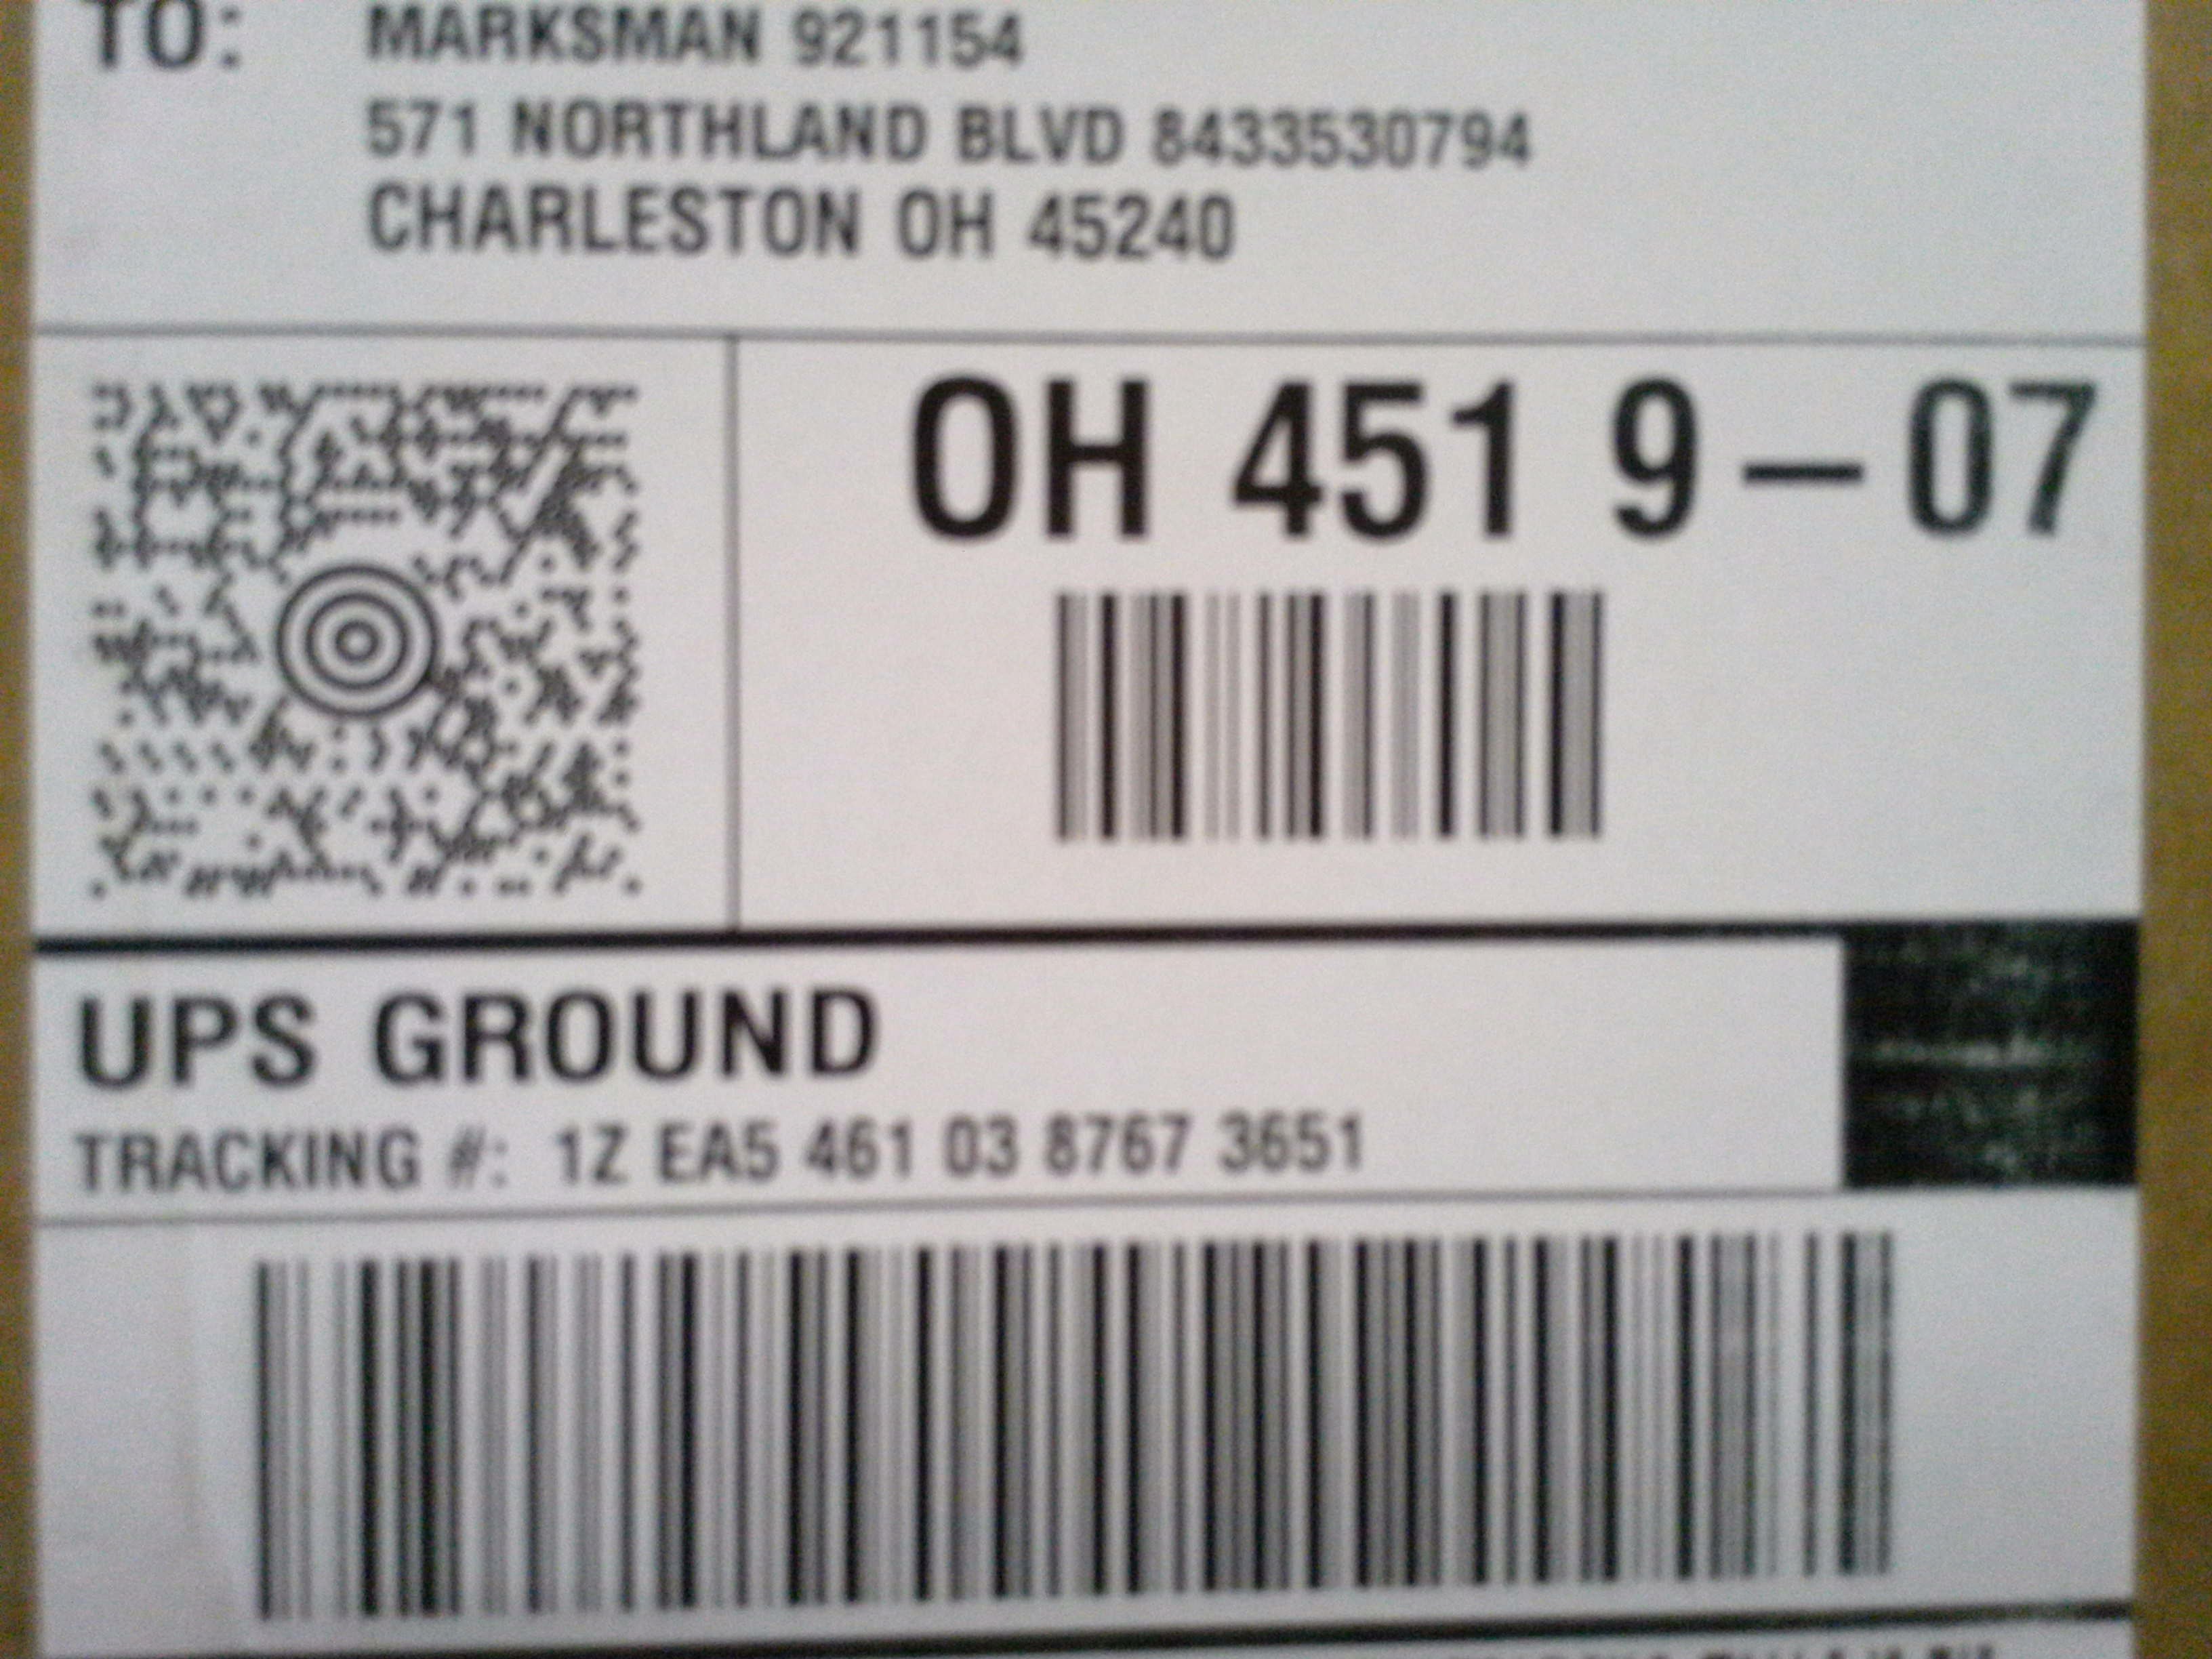 TO: MARKSMAN 921154
571 NORTHLAND BLVD 8433530794
CHARLESTON OH 45240
OH 451 9-07
UPS GROUND
TRACKING #: 1Z EA5 461 03 8767 3651